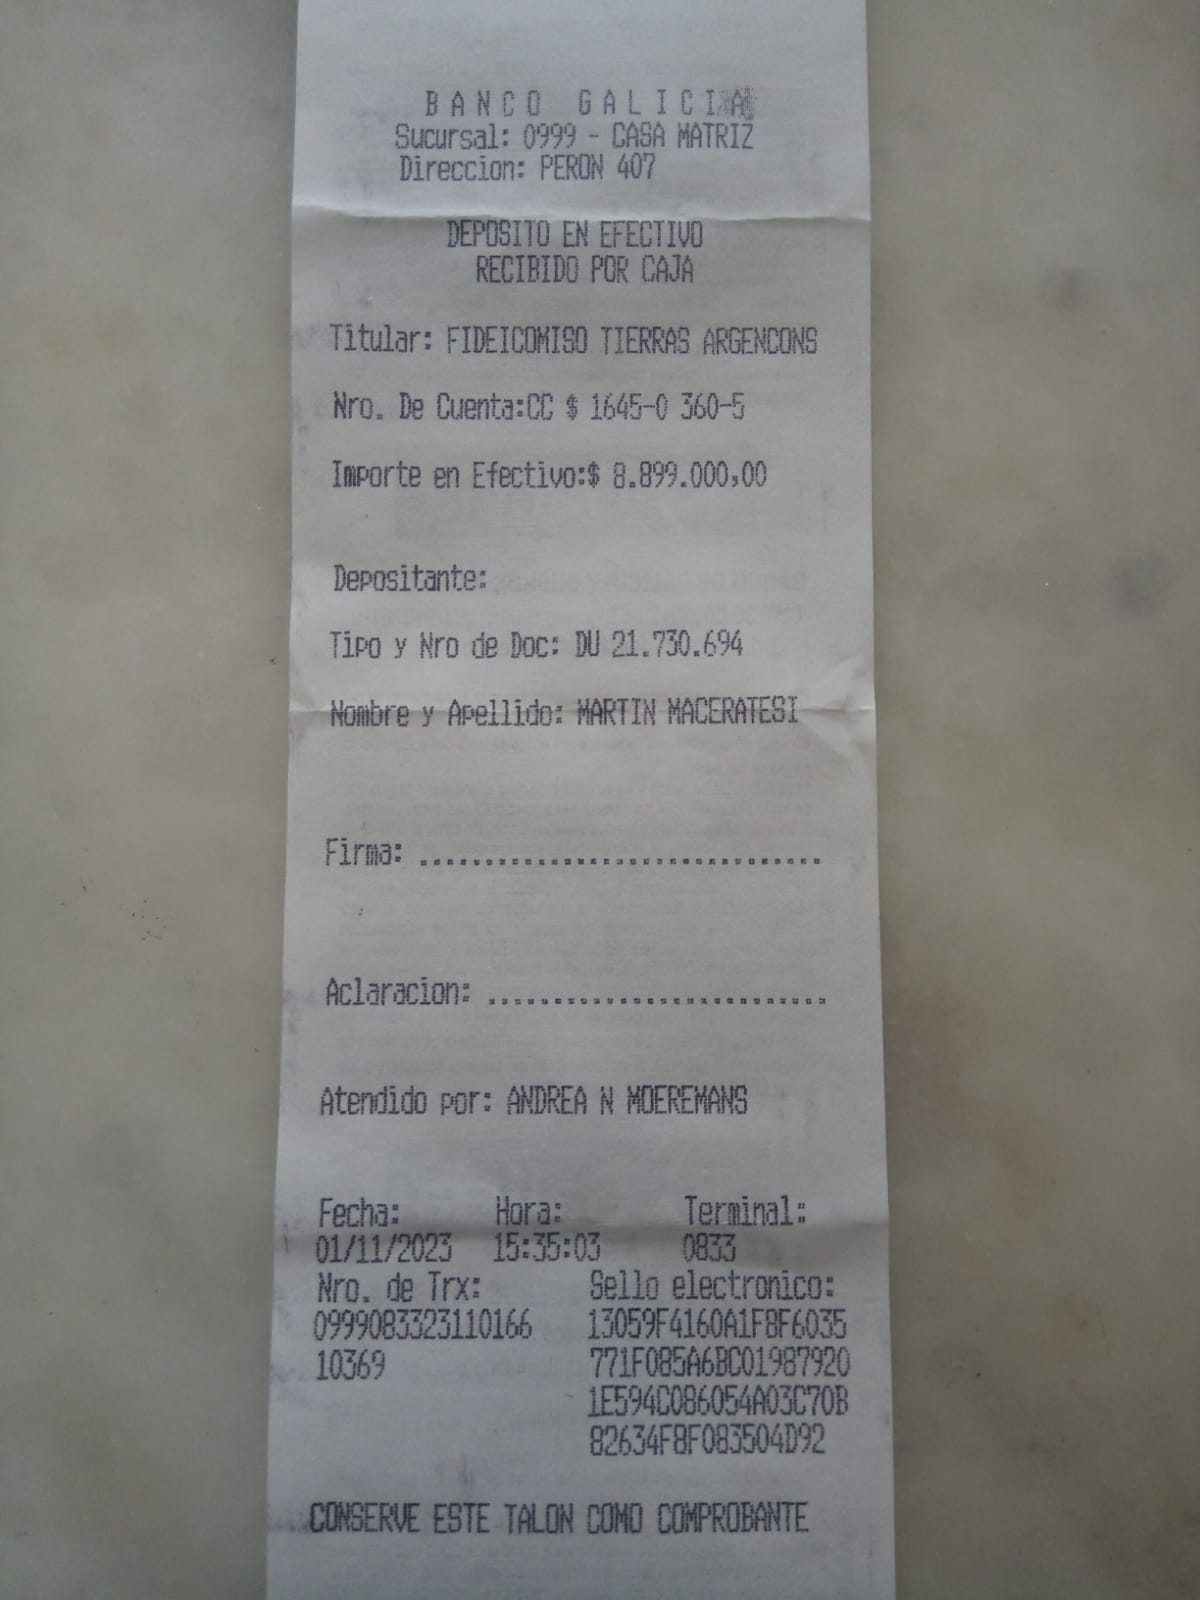 BANCO GALICIA
Sucursal: 0999 - CASA MATRIZ
Direccion: PERON 407
DEPOSITO EN EFECTIVO
RECIBIDO POR CAJA
Titular: FIDEICOMISO TIERRAS ARGENCONS
Nro. De Cuenta:CC $ 1645-0 360-5
Importe en Efectivo:$ 8.899.000,00
Depositante:
Tipo y Nro de Doc: DU 21.730.694
Nombre y Apellido: MARTIN MACERATESI
Firma: ...............................
Aclaracion: ..........................
Atendido por: ANDREA N MOEREMANS
Fecha: Hora: Terminal:
01/11/2023 15:35:03 0833
Nro. de Trx: Sello electronico:
0999083323110166 13059F4160A1F8F6035
10369 771F085A6BC01987920
1E594C086054A03C70B
82634F8F083504D92
CONSERVE ESTE TALON COMO COMPROBANTE